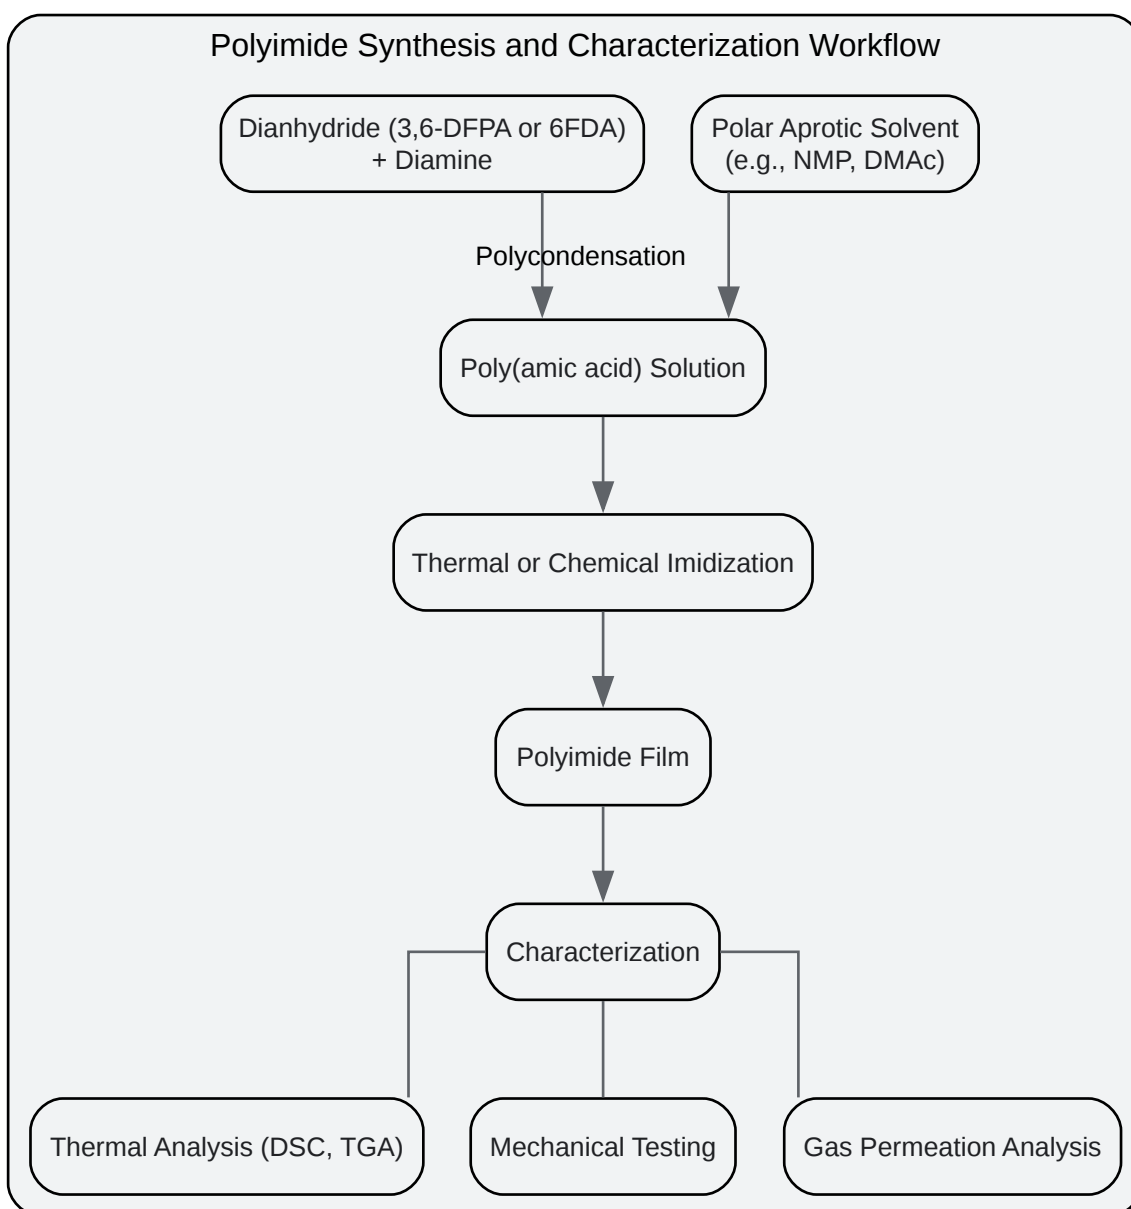 Polyimide Synthesis and Characterization Workflow
Dianhydride (3,6-DFPA or 6FDA)
+ Diamine
Polar Aprotic Solvent
(e.g., NMP, DMAc)
Polycondensation
Poly(amic acid) Solution
Thermal or Chemical Imidization
Polyimide Film
Characterization
Thermal Analysis (DSC, TGA)
Mechanical Testing
Gas Permeation Analysis